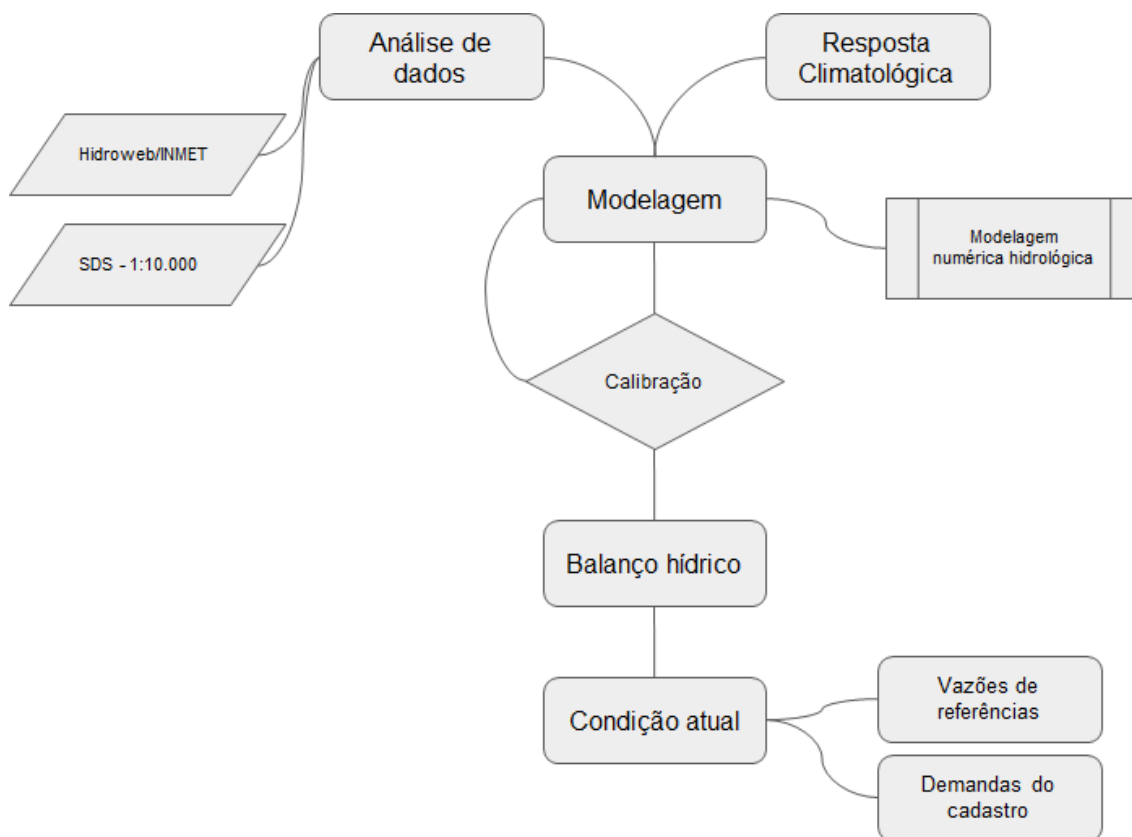 Análise de
dados
Resposta
Climatológica
Hidroweb/INMET
SDS - 1:10.000
Modelagem
Modelagem
numérica hidrológica
Calibração
Balanço hídrico
Condição atual
Vazões de
referências
Demandas do
cadastro